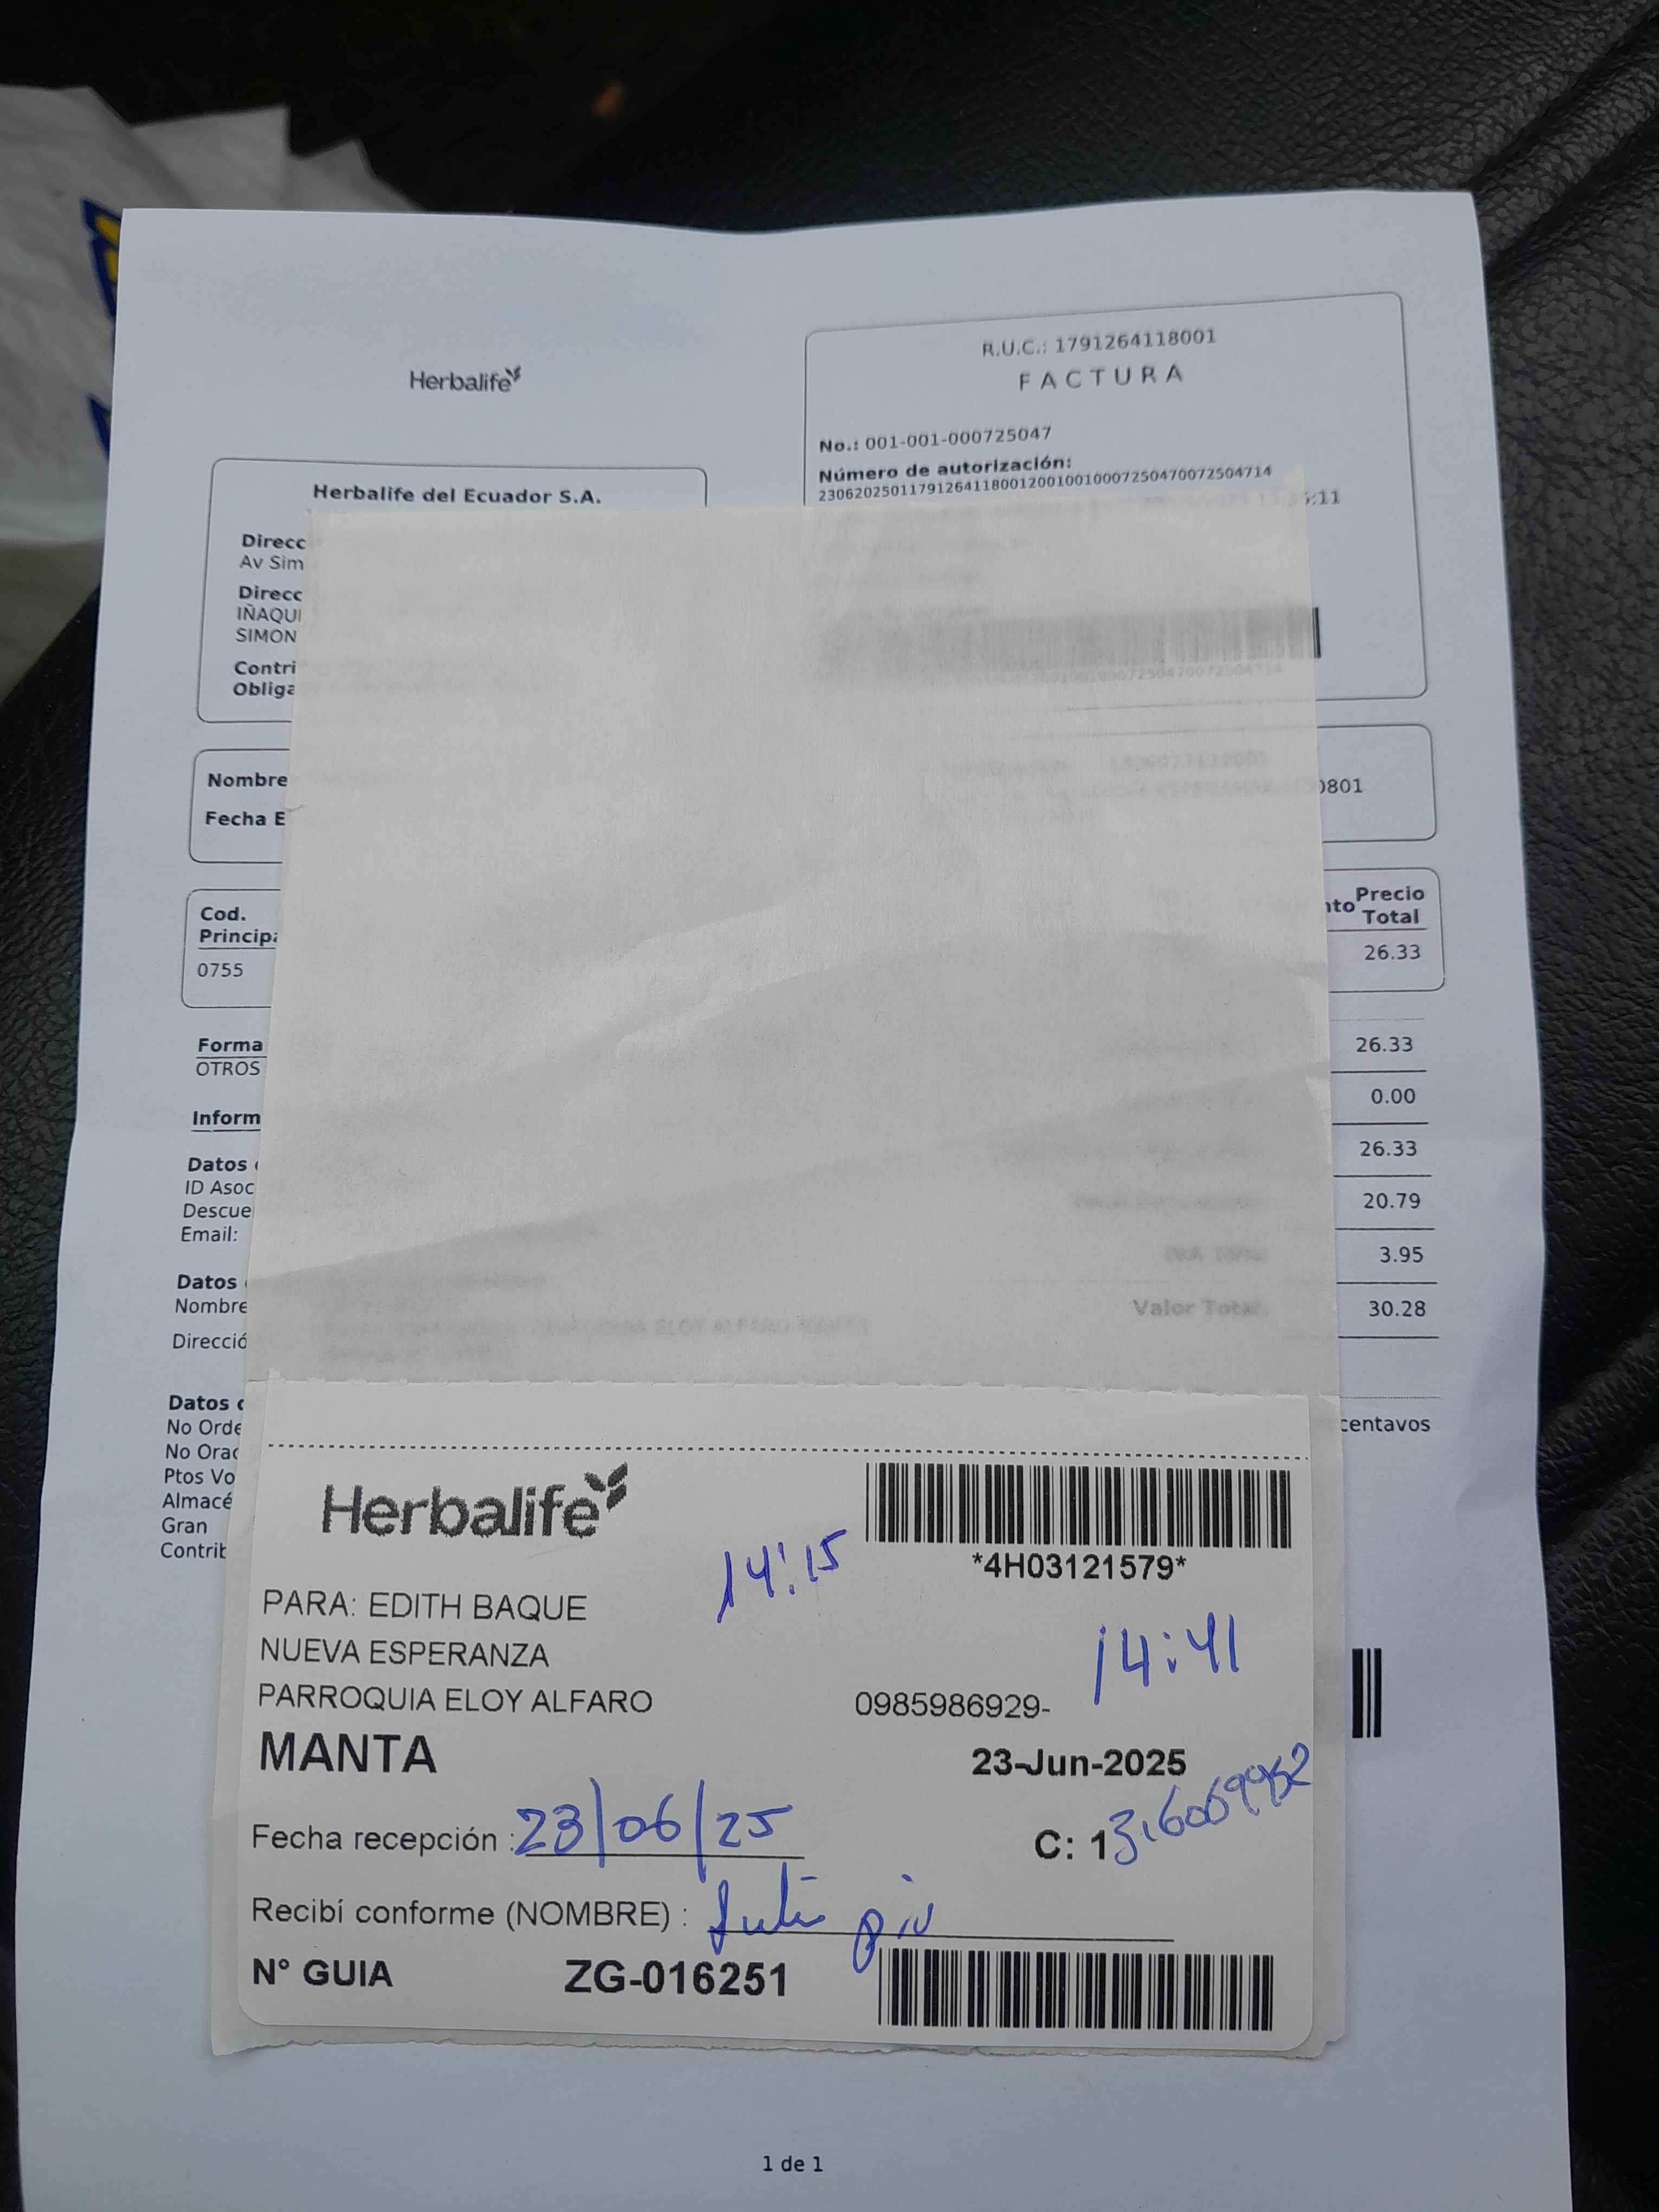 Herbalife
R.U.C.: 1791264118001
FACTURA
No.: 001-001-000725047
Número de autorización:
2306202501179126411800120010010007250470072504714
:11
Herbalife del Ecuador S.A.
Direcc
Av Sim
Direcc
IÑAQUI
SIMON
Contri
Obliga
Nombre
0801
Fecha E
Cod.
Principa
nto
Precio
Total
0755
26.33
Forma
OTROS
26.33
0.00
Inform
26.33
Datos
ID Asoc
20.79
Descue
Email:
3.95
Datos
Nombre
Valor Total:
30.28
Direcció
ELOY ALFARO
Datos
No Orde
centavos
No Orac
Ptos Vo
Almacé
Gran
Contrib
Herbalife
*4H03121579*
14:15
PARA: EDITH BAQUE
14:41
NUEVA ESPERANZA
PARROQUIA ELOY ALFARO
0985986929-
MANTA
23-Jun-2025
Fecha recepción : 23/06/25
C: 1
Recibí conforme (NOMBRE) :
N° GUIA ZG-016251
1 de 1